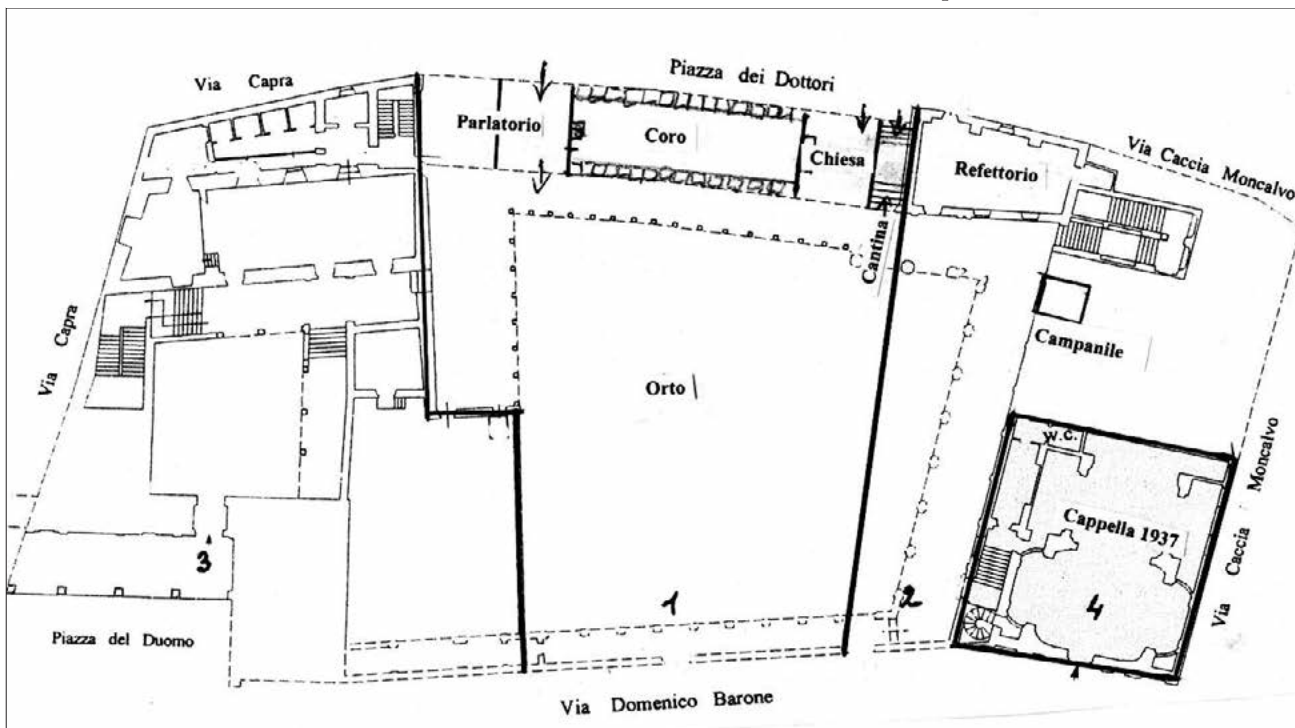 Piazza dei Dottori
Via Capra
Parlatorio
Coro
Chiesa
Refettorio
Via Caccia Moncalvo
Cantina
Via Capra
Campanile
Orto
w.c.
Cappella 1937
Via Caccia Moncalvo
3
1
2
4
Piazza del Duomo
Via Domenico Barone